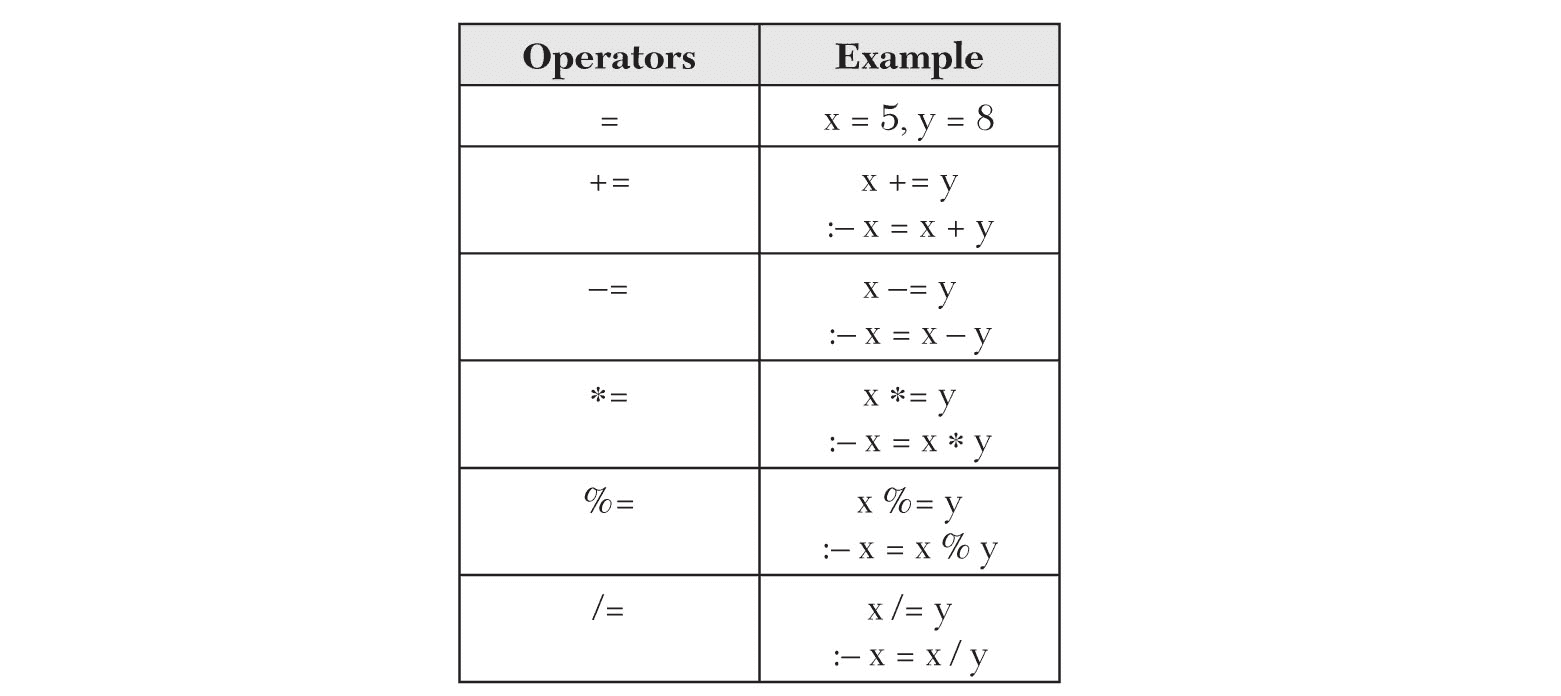 Operators Example
= x = 5, y = 8
+= x += y
:– x = x + y
–= x –= y
:– x = x – y
*= x *= y
:– x = x * y
%= x %= y
:– x = x % y
/= x /= y
:– x = x / y